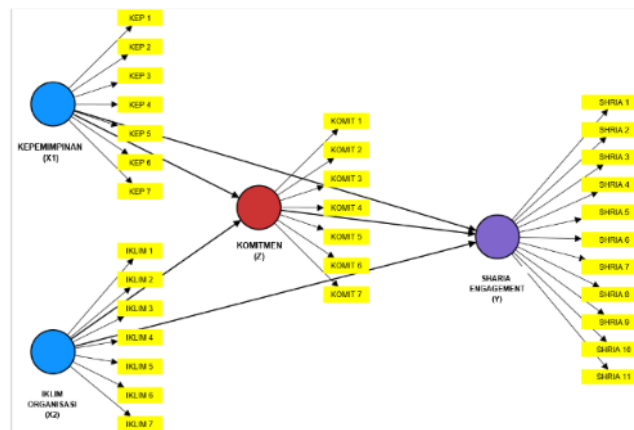 KEP 1
KEP 2
KEP 3
KEP 4
KEP 5
KEP 6
KEP 7
KEPEMIMPINAN
(X1)
IKLIM 1
IKLIM 2
IKLIM 3
IKLIM 4
IKLIM 5
IKLIM 6
IKLIM 7
IKLIM
ORGANISASI
(X2)
KOMIT 1
KOMIT 2
KOMIT 3
KOMIT 4
KOMIT 5
KOMIT 6
KOMIT 7
KOMITMEN
(Z)
SHRIA 1
SHRIA 2
SHRIA 3
SHRIA 4
SHRIA 5
SHRIA 6
SHRIA 7
SHRIA 8
SHRIA 9
SHRIA 10
SHRIA 11
SHARIA
ENGAGEMENT
(Y)